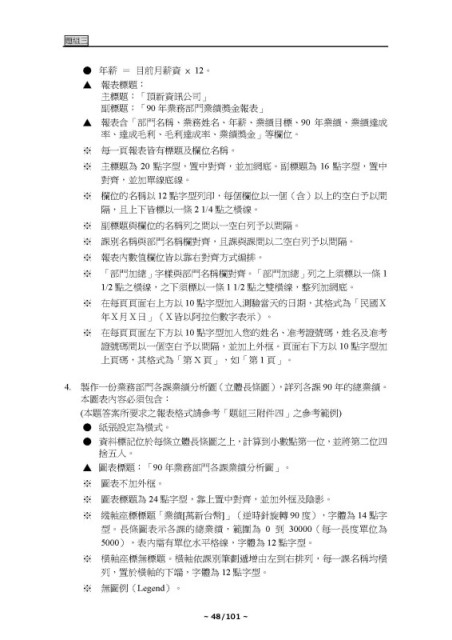 題組三
● 年薪 = 目前月薪資 × 12。
▲ 報表標題：
主標題：「頂新資訊公司」
副標題：「90 年業務部門業績獎金報表」
▲ 報表含「部門名稱、業務姓名、年薪、業績目標、90 年業績、業績達成
率、達成毛利、毛利達成率、業績獎金」等欄位。
※ 每一頁報表皆有標題及欄位名稱。
※ 主標題為 20 點字型，置中對齊，並加網底。副標題為 16 點字型，置中
對齊，並加單線底線。
※ 欄位的名稱以 12 點字型列印，每個欄位以一個（含）以上的空白予以間
隔，且上下皆標以一條 2 1/4 點之橫線。
※ 副標題與欄位的名稱列之間以一空白列予以間隔。
※ 課別名稱與部門名稱欄對齊，且課與課間以二空白列予以間隔。
※ 報表內數值欄位皆以靠右對齊方式編排。
※ 「部門加總」字樣與部門名稱欄對齊。「部門加總」列之上須標以一條 1
1/2 點之橫線，之下須標以一條 1 1/2 點之雙橫線，整列加網底。
※ 在每頁頁面右上方以 10 點字型加入測驗當天的日期，其格式為「民國Ｘ
年Ｘ月Ｘ日」（Ｘ皆以阿拉伯數字表示）。
※ 在每頁頁面左下方以 10 點字型加入您的姓名、准考證號碼，姓名及准考
證號碼間以一個空白予以間隔，並加上外框。頁面右下方以 10 點字型加
上頁碼，其格式為「第 X 頁」，如「第 1 頁」。
4. 製作一份業務部門各課業績分析圖（立體長條圖），詳列各課 90 年的總業績。
本圖表內容必須包含：
(本題答案所要求之報表格式請參考「題組三附件四」之參考範例)
● 紙張設定為橫式。
● 資料標記位於每條立體長條圖之上，計算到小數點第一位，並將第二位四
捨五入。
▲ 圖表標題：「90 年業務部門各課業績分析圖」。
※ 圖表不加外框。
※ 圖表標題為 24 點字型，靠上置中對齊，並加外框及陰影。
※ 縱軸座標標題「業績[萬新台幣]」（逆時針旋轉 90 度），字體為 14 點字
型。長條圖表示各課的總業績，範圍為 0 到 30000（每一長度單位為
5000），表內需有單位水平格線，字體為 12 點字型。
※ 橫軸座標無標題。橫軸依課別筆劃遞增由左到右排列，每一課名稱均橫
列，置於橫軸的下端，字體為 12 點字型。
※ 無圖例（Legend）。
~ 48/101 ~